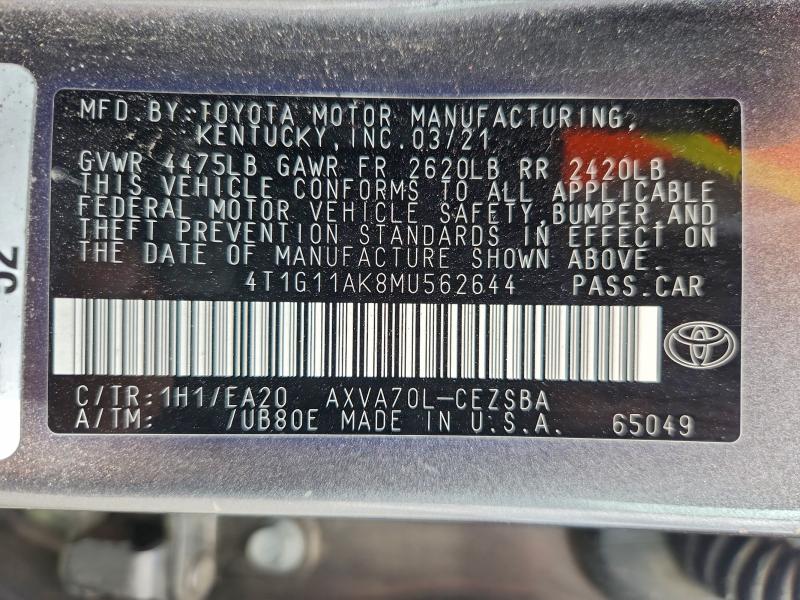 MFD.BY:TOYOTA MOTOR MANUFACTURING,
KENTUCKY,INC.03/21
GVWR 4475LB GAWR FR 2620LB RR 2420LB
THIS VEHICLE CONFORMS TO ALL APPLICABLE
FEDERAL MOTOR VEHICLE SAFETY,BUMPER,AND
THEFT PREVENTION STANDARDS IN EFFECT ON
THE DATE OF MANUFACTURE SHOWN ABOVE.
4T1G11AK8MU562644 PASS.CAR
C/TR:1H1/EA20 AXVA70L-CEZSBA
A/TM: /UB80E MADE IN U.S.A. 65049